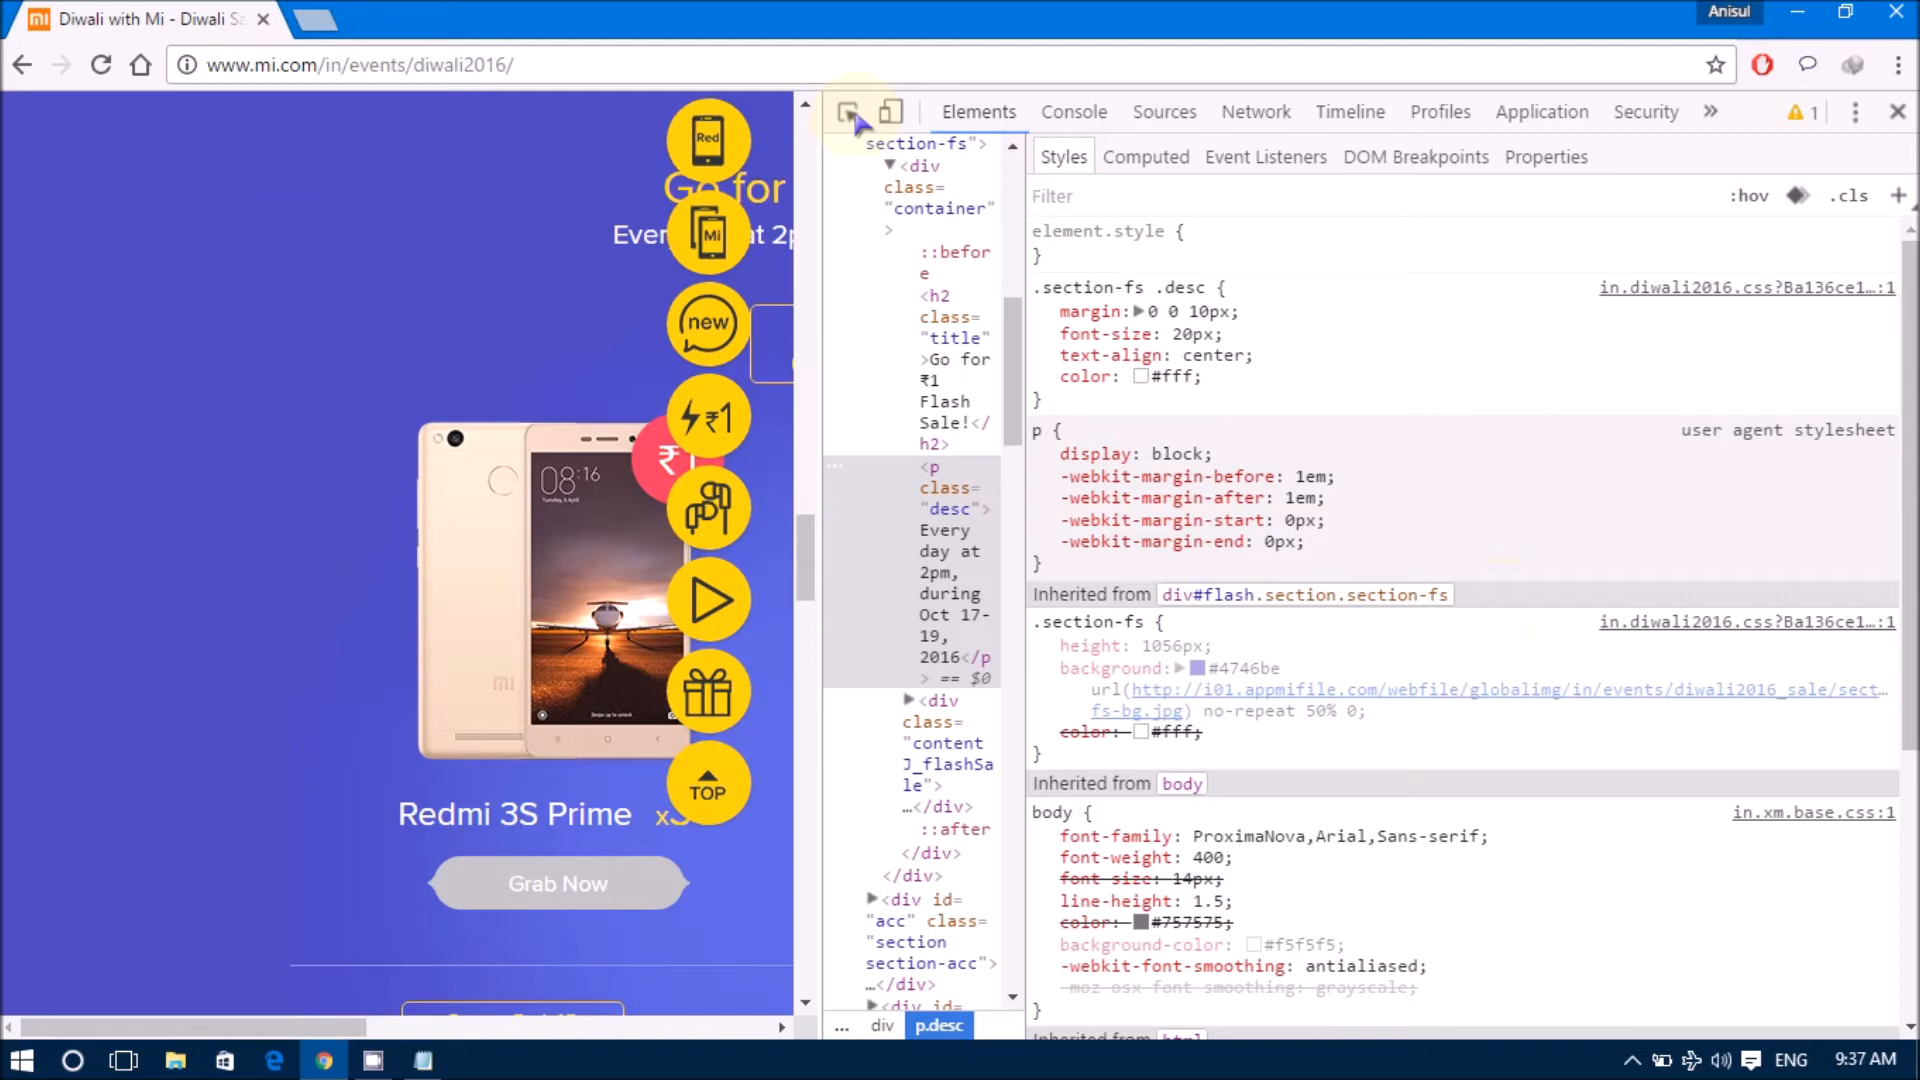 Diwali with Mi - Diwali Sa
Anisul
www.mi.com/in/events/diwali2016/
Elements
Console
Sources
Network
Timeline
Profiles
Application
Security
1
Styles
Computed
Event Listeners
DOM Breakpoints
Properties
Filter
:hov
.cls
Red
Go for
Mi
at 2p
new
₹1
₹1
08:16
mi
TOP
Redmi 3S Prime
Grab Now
section-fs">
<div
class=
"container"
>
::befor
e
<h2
class=
"title"
>Go for
₹1
Flash
Sale!</
h2>
<p
class=
"desc">
Every
day at
2pm,
during
Oct 17-
19,
2016</p
> == $0
<div
class=
"content
J_flashSa
le">
…</div>
::after
</div>
</div>
<div id=
"acc" class=
"section
section-acc">
…</div>
<div id=
... div p.desc
element.style {
}
.section-fs .desc { in.diwali2016.css?Ba136ce1…:1
margin: 0 0 10px;
font-size: 20px;
text-align: center;
color: #fff;
}
p { user agent stylesheet
display: block;
-webkit-margin-before: 1em;
-webkit-margin-after: 1em;
-webkit-margin-start: 0px;
-webkit-margin-end: 0px;
}
Inherited from div#flash.section.section-fs
.section-fs { in.diwali2016.css?Ba136ce1…:1
height: 1056px;
background: #4746be
url(http://i01.appmifile.com/webfile/globalimg/in/events/diwali2016_sale/sect…
fs-bg.jpg) no-repeat 50% 0;
color: #fff;
}
Inherited from body
body { in.xm.base.css:1
font-family: ProximaNova,Arial,Sans-serif;
font-weight: 400;
font-size: 14px;
line-height: 1.5;
color: #757575;
background-color: #f5f5f5;
-webkit-font-smoothing: antialiased;
-moz-osx-font-smoothing: grayscale;
}
Inherited from html
ENG
9:37 AM